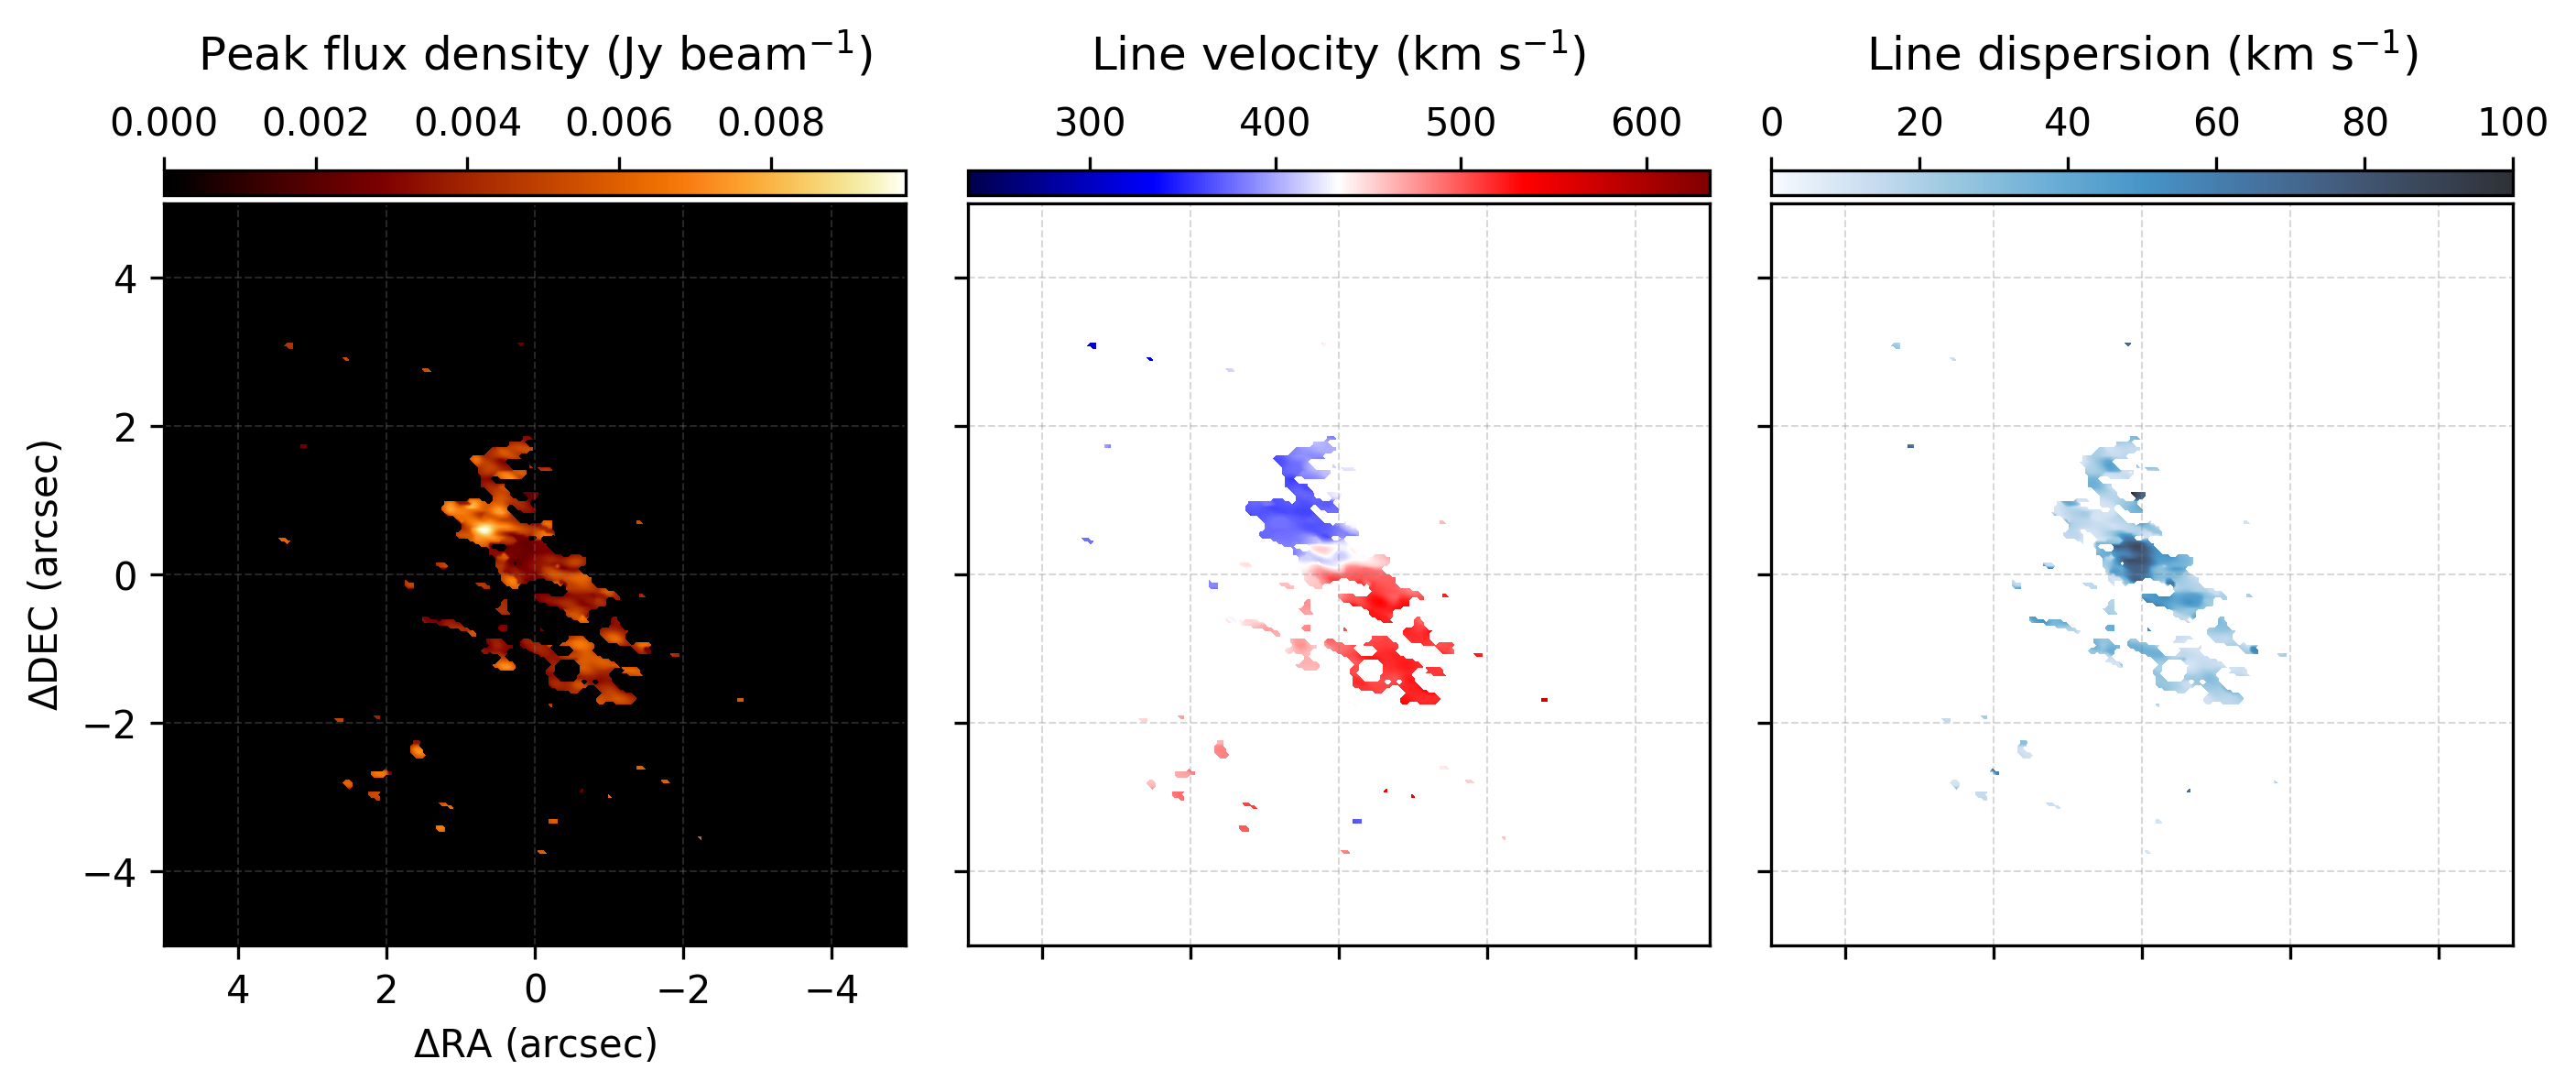 Peak flux density (Jy beam⁻¹)
Line velocity (km s⁻¹)
Line dispersion (km s⁻¹)
0.000 0.002 0.004 0.006 0.008
300 400 500 600
0 20 40 60 80 100
4
2
0
−2
−4
ΔDEC (arcsec)
4 2 0 −2 −4
ΔRA (arcsec)